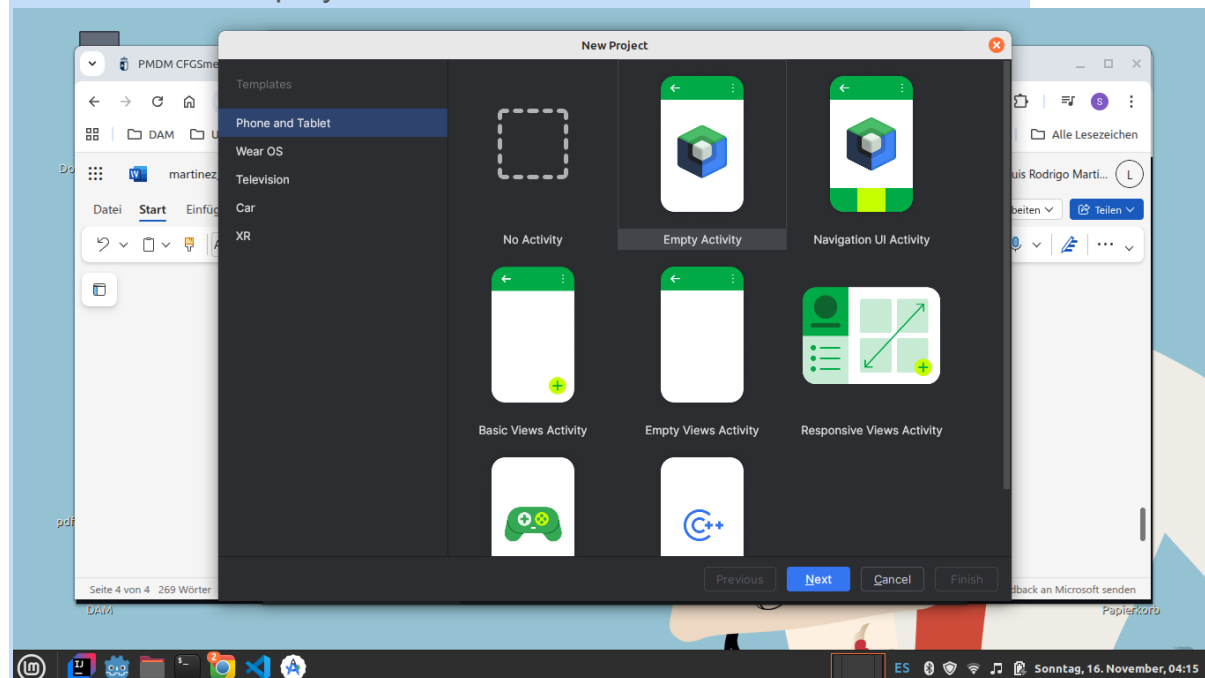 New Project
PMDM CFGSme
DAM
Alle Lesezeichen
martinez
uis Rodrigo Marti...
L
Datei Start Einfüg
beiten
Teilen
Templates
Phone and Tablet
Wear OS
Television
Car
XR
No Activity
Empty Activity
Navigation UI Activity
Basic Views Activity
Empty Views Activity
Responsive Views Activity
C++
Previous
Next
Cancel
Finish
Seite 4 von 4 269 Wörter
dback an Microsoft senden
DAM
Papierkorb
pdf
S
2
ES
Sonntag, 16. November, 04:15